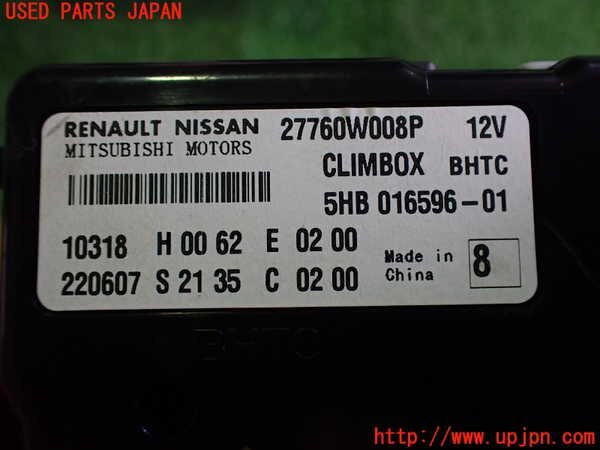 USED PARTS JAPAN
RENAULT NISSAN 27760W008P 12V
MITSUBISHI MOTORS CLIMBOX BHTC
5HB 016596-01
10318 H 00 62 E 02 00 Made in China 8
220607 S 21 35 C 02 00
BHTC
http://www.upjpn.com/